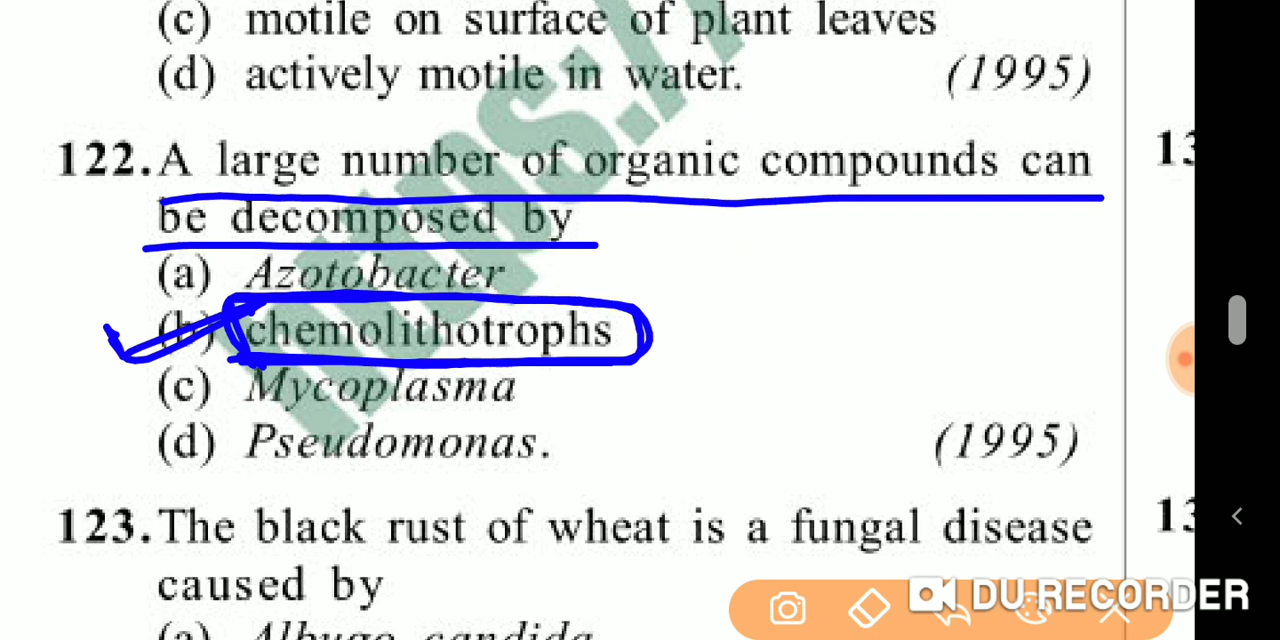 (c) motile on surface of plant leaves
(d) actively motile in water. (1995)
122. A large number of organic compounds can
be decomposed by
(a) Azotobacter
(b) chemolithotrophs
(c) Mycoplasma
(d) Pseudomonas. (1995)
123. The black rust of wheat is a fungal disease
caused by
(a) Albugo candida
DU RECORDER